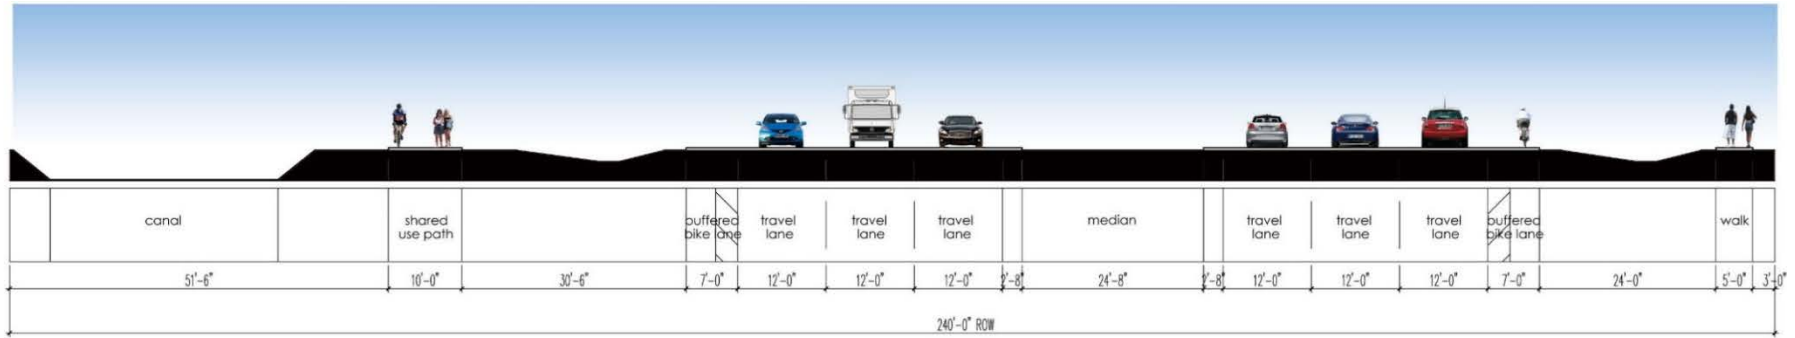 canal
shared
use path
buffered
bike lane
travel
lane
travel
lane
travel
lane
median
travel
lane
travel
lane
travel
lane
buffered
bike lane
walk
51'-6"
10'-0"
30'-6"
7'-0"
12'-0"
12'-0"
12'-0"
2'-8"
24'-8"
2'-8"
12'-0"
12'-0"
12'-0"
7'-0"
24'-0"
5'-0"
3'-0"
240'-0" ROW